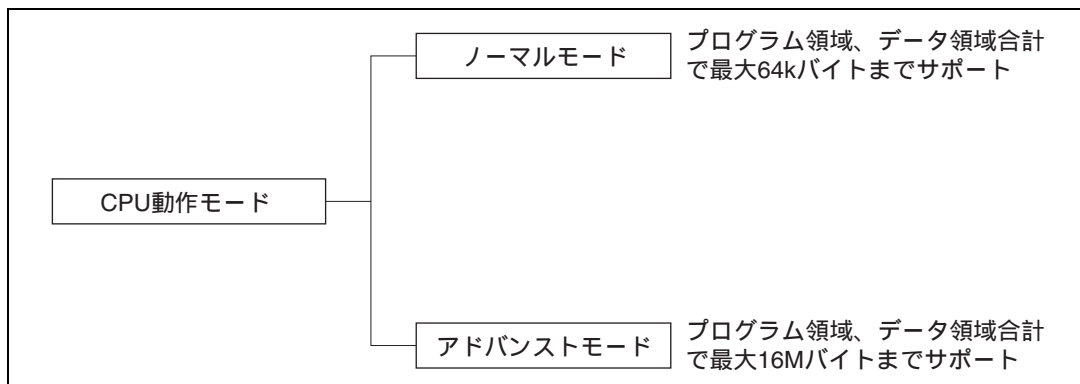 ノーマルモード
プログラム領域、データ領域合計
で最大64kバイトまでサポート
CPU動作モード
アドバンストモード
プログラム領域、データ領域合計
で最大16Mバイトまでサポート